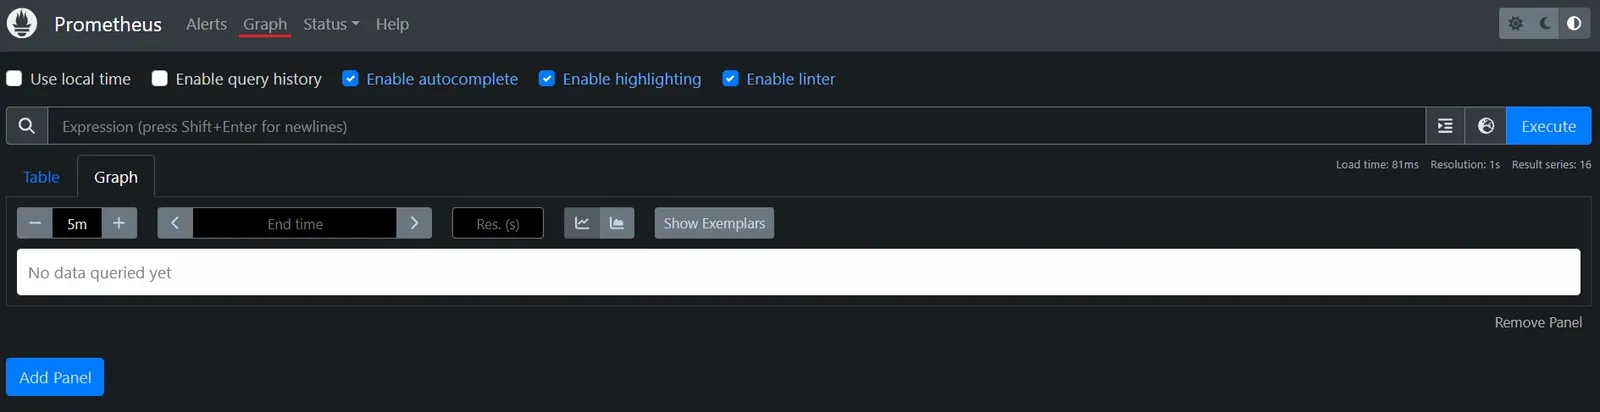 Prometheus Alerts Graph Status Help
Use local time Enable query history Enable autocomplete Enable highlighting Enable linter
Expression (press Shift+Enter for newlines) Execute
Load time: 81ms Resolution: 1s Result series: 16
Table Graph
5m End time Res. (s) Show Exemplars
No data queried yet
Remove Panel
Add Panel